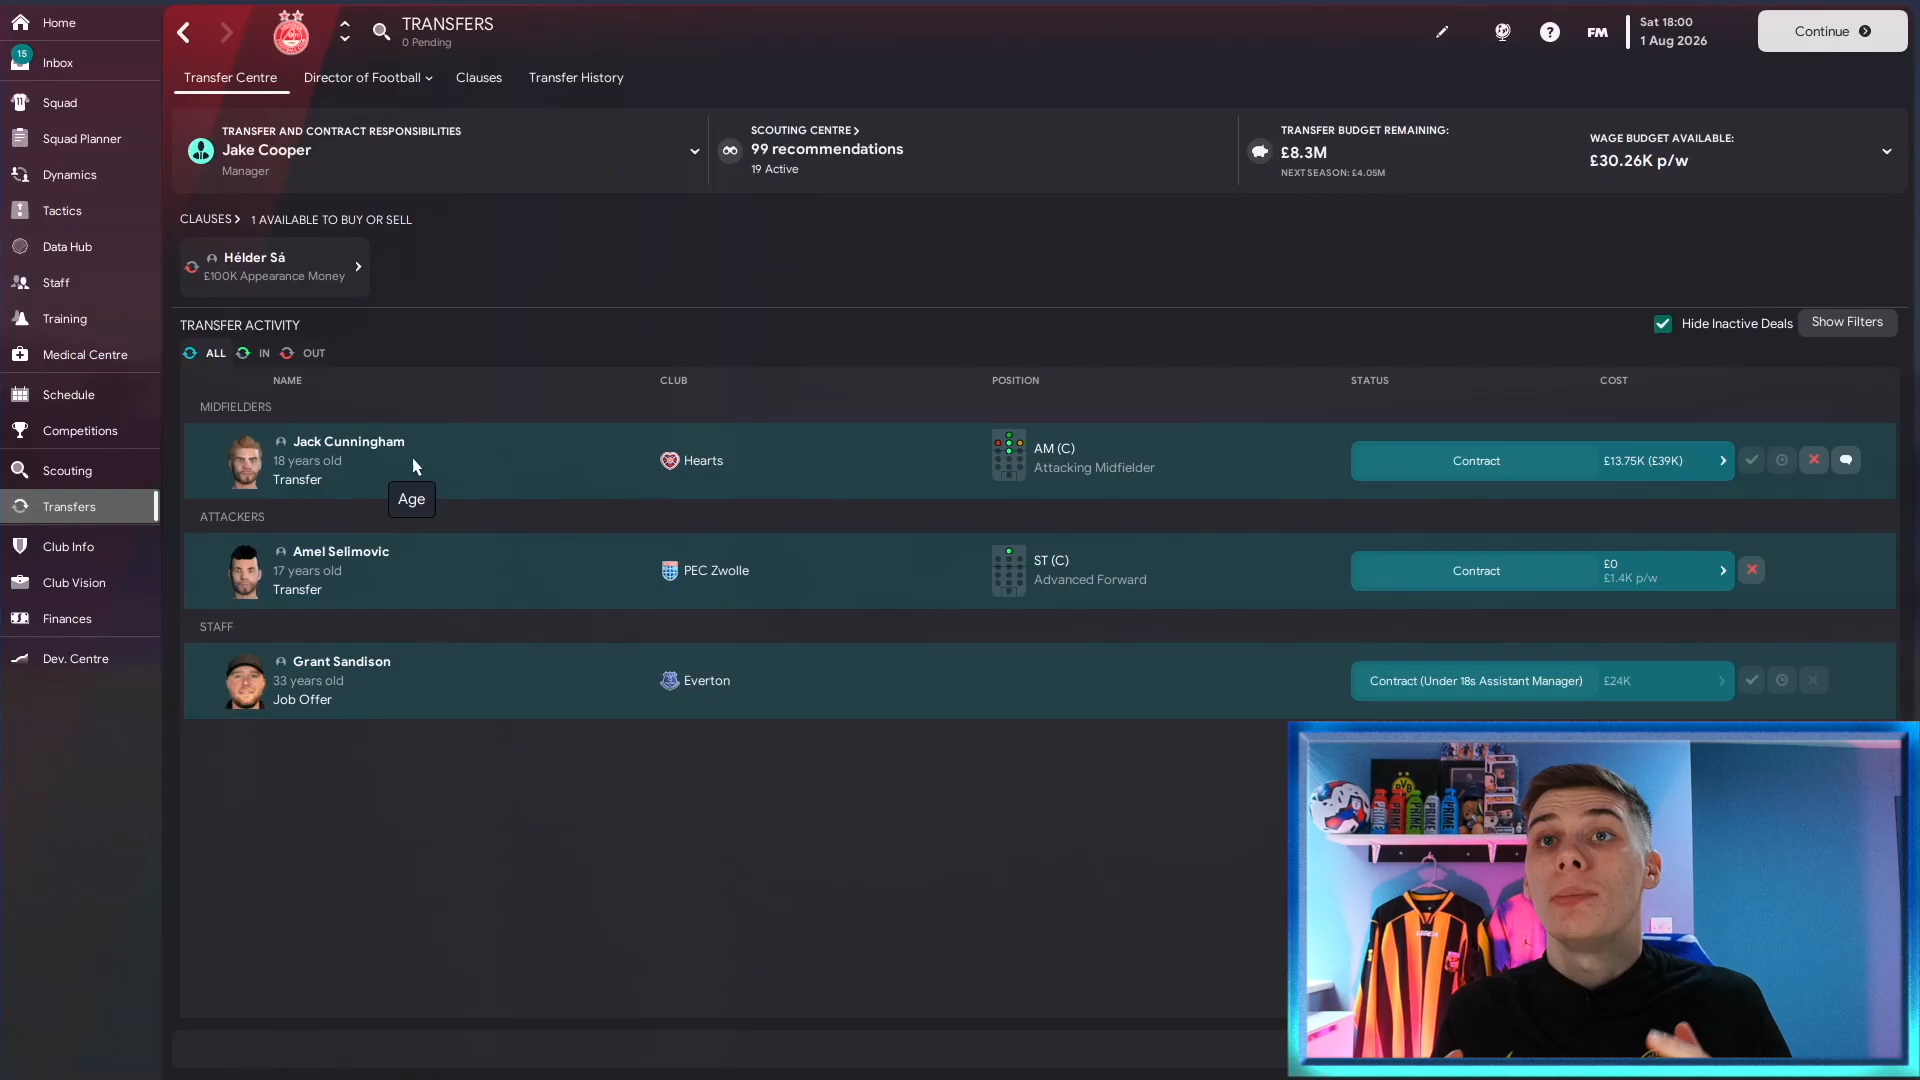 Home
15
Inbox
Squad
Squad Planner
Dynamics
Tactics
Data Hub
Staff
Training
Medical Centre
Schedule
Competitions
Scouting
Transfers
Club Info
Club Vision
Finances
Dev. Centre
TRANSFERS
0 Pending
FM
Sat 18:00
1 Aug 2026
Continue
Transfer Centre
Director of Football
Clauses
Transfer History
TRANSFER AND CONTRACT RESPONSIBILITIES
Jake Cooper
Manager
SCOUTING CENTRE
99 recommendations
19 Active
TRANSFER BUDGET REMAINING:
£8.3M
NEXT SEASON: £4.05M
WAGE BUDGET AVAILABLE:
£30.26K p/w
CLAUSES 1 AVAILABLE TO BUY OR SELL
Hélder Sá
£100K Appearance Money
TRANSFER ACTIVITY
Hide Inactive Deals
Show Filters
ALL IN OUT
NAME CLUB POSITION STATUS COST
MIDFIELDERS
Jack Cunningham
18 years old
Transfer
Hearts
AM (C)
Attacking Midfielder
Contract
£13.75K (£39K)
Age
ATTACKERS
Amel Selimovic
17 years old
Transfer
PEC Zwolle
ST (C)
Advanced Forward
Contract
£0
£1.4K p/w
STAFF
Grant Sandison
33 years old
Job Offer
Everton
Contract (Under 18s Assistant Manager)
£24K
BVB
09
PRIME
PRIME
PRIME
PRIME